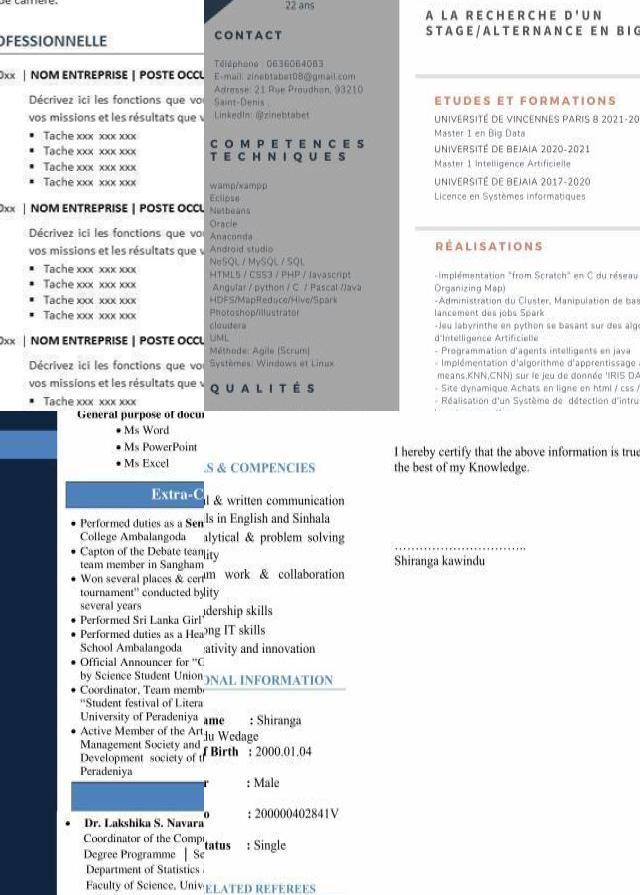 OFESSIONNELLE
0xx | NOM ENTREPRISE | POSTE OCCU
Décrivez ici les fonctions que vo
vos missions et les résultats que v
▪ Tache xxx xxx xxx
▪ Tache xxx xxx xxx
▪ Tache xxx xxx xxx
▪ Tache xxx xxx xxx
0xx | NOM ENTREPRISE | POSTE OCCU
Décrivez ici les fonctions que vo
vos missions et les résultats que v
▪ Tache xxx xxx xxx
▪ Tache xxx xxx xxx
▪ Tache xxx xxx xxx
▪ Tache xxx xxx xxx
0xx | NOM ENTREPRISE | POSTE OCCU
Décrivez ici les fonctions que vo
vos missions et les résultats que v
▪ Tache xxx xxx xxx
22 ans
CONTACT
Téléphone : 0636064083
E-mail: zinebtabet08@gmail.com
Adresse: 21 Rue Proudhon, 93210
Saint-Denis .
LinkedIn: @zinebtabet
COMPETENCES
TECHNIQUES
wamp/xampp
Eclipse
Netbeans
Oracle
Anaconda
Android studio
NoSQL / MySQL / SQL
HTML5 / CSS3 / PHP / Javascript
Angular / python / C / Pascal /Java
HDFS/MapReduce/Hive/Spark
Photoshop/illustrator
cloudera
UML
Méthode: Agile (Scrum)
Systèmes: Windows et Linux
QUALITÉS
A LA RECHERCHE D'UN
STAGE/ALTERNANCE EN BIG
ETUDES ET FORMATIONS
UNIVERSITÉ DE VINCENNES PARIS 8 2021-20
Master 1 en Big Data
UNIVERSITÉ DE BEJAIA 2020-2021
Master 1 Intelligence Artificielle
UNIVERSITÉ DE BEJAIA 2017-2020
Licence en Systèmes informatiques
RÉALISATIONS
-Implémentation "from Scratch" en C du réseau
Organizing Map)
-Administration du Cluster, Manipulation de bas
lancement des jobs Spark
-Jeu labyrinthe en python se basant sur des algo
d'Intelligence Artificielle
- Programmation d'agents intelligents en java
- Implémentation d'algorithme d'apprentissage
means,KNN,CNN) sur le jeu de donnée 'IRIS DA
- Site dynamique Achats en ligne en html / css /
- Réalisation d'un Système de détection d'intru
General purpose of docu
• Ms Word
• Ms PowerPoint
• Ms Excel
Extra-C
• Performed duties as a Sen
College Ambalangoda
• Capton of the Debate team
team member in Sangham
• Won several places & cer
tournament” conducted by
several years
• Performed Sri Lanka Girl'
• Performed duties as a Hea
School Ambalangoda
• Official Announcer for “C
by Science Student Union
• Coordinator, Team memb
“Student festival of Litera
University of Peradeniya
• Active Member of the Art
Management Society and
Development society of t
Peradeniya
• Dr. Lakshika S. Navara
Coordinator of the Compu
Degree Programme | Se
Department of Statistics
Faculty of Science, Univ
S & COMPENCIES
l & written communication
ls in English and Sinhala
alytical & problem solving
lity
m work & collaboration
lity
dership skills
ong IT skills
ativity and innovation
ONAL INFORMATION
ame : Shiranga
du Wedage
f Birth : 2000.01.04
r : Male
o : 200000402841V
tatus : Single
ELATED REFEREES
I hereby certify that the above information is true
the best of my Knowledge.
…………………………..
Shiranga kawindu